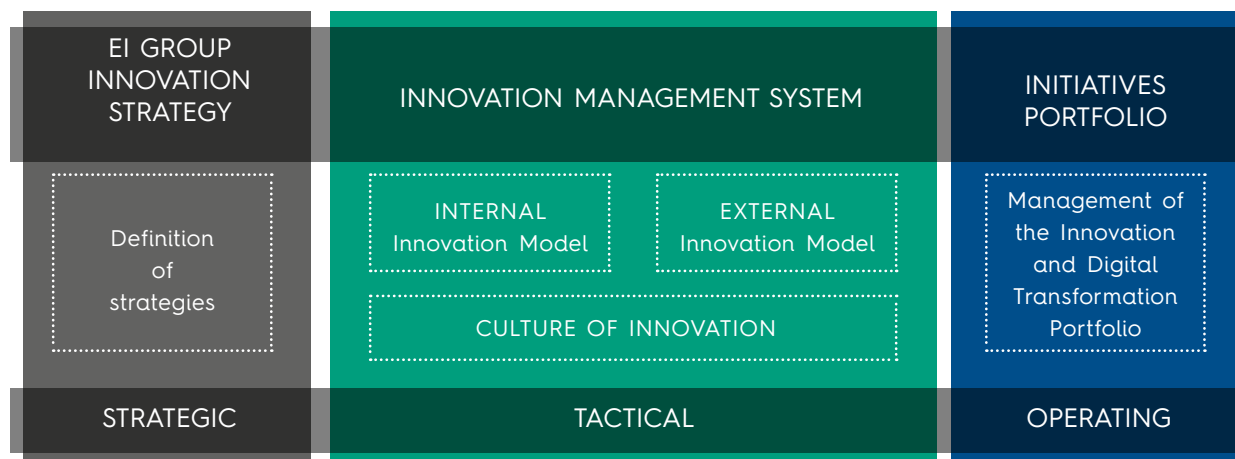 EI GROUP
INNOVATION
STRATEGY
INNOVATION MANAGEMENT SYSTEM
INITIATIVES
PORTFOLIO
Definition
of
strategies
INTERNAL
Innovation Model
EXTERNAL
Innovation Model
CULTURE OF INNOVATION
Management of
the Innovation
and Digital
Transformation
Portfolio
STRATEGIC
TACTICAL
OPERATING